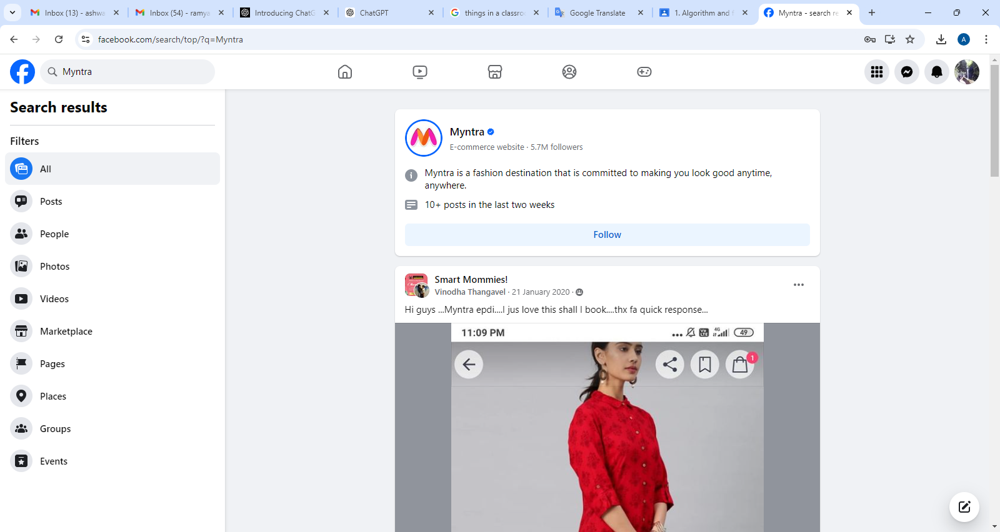 Inbox (13) - ashwa
Inbox (54) - ramya
Introducing ChatG
ChatGPT
things in a classroo
Google Translate
1. Algorithm and f
Myntra - search re
facebook.com/search/top/?q=Myntra
A
Myntra
Search results
Filters
All
Posts
People
Photos
Videos
Marketplace
Pages
Places
Groups
Events
Myntra
E-commerce website · 5.7M followers
Myntra is a fashion destination that is committed to making you look good anytime,
anywhere.
10+ posts in the last two weeks
Follow
Smart Mommies!
Vinodha Thangavel · 21 January 2020 ·
Hi guys ...Myntra epdi....I jus love this shall I book....thx fa quick response...
11:09 PM
Vo LTE 4G 49
1